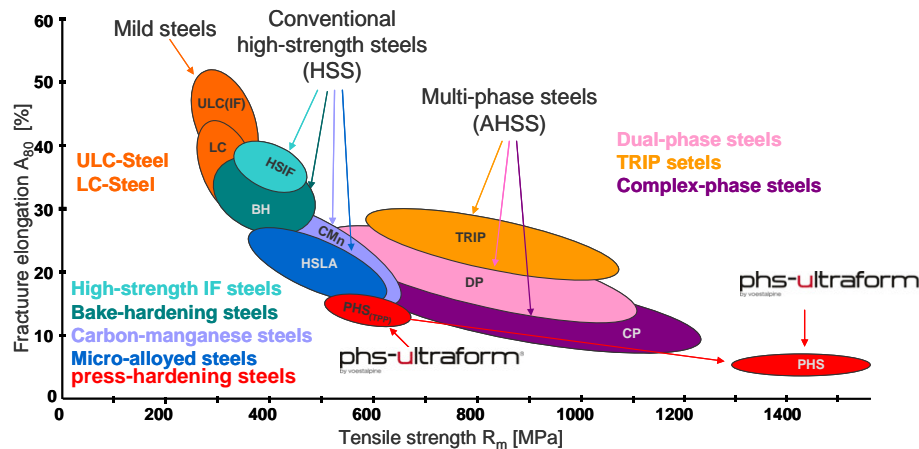 60
50
40
30
20
10
0
Fractuure elongation A80 [%]
Mild steels
Conventional
high-strength steels
(HSS)
Multi-phase steels
(AHSS)
ULC-Steel
LC-Steel
Dual-phase steels
TRIP setels
Complex-phase steels
High-strength IF steels
Bake-hardening steels
Carbon-manganese steels
Micro-alloyed steels
press-hardening steels
ULC(IF)
LC
HSIF
BH
CMn
HSLA
TRIP
DP
CP
PHS(TPP)
PHS
phs-ultraform®
by voestalpine
phs-ultraform
by voestalpine
0
200
400
600
800
1000
1200
1400
Tensile strength Rm [MPa]